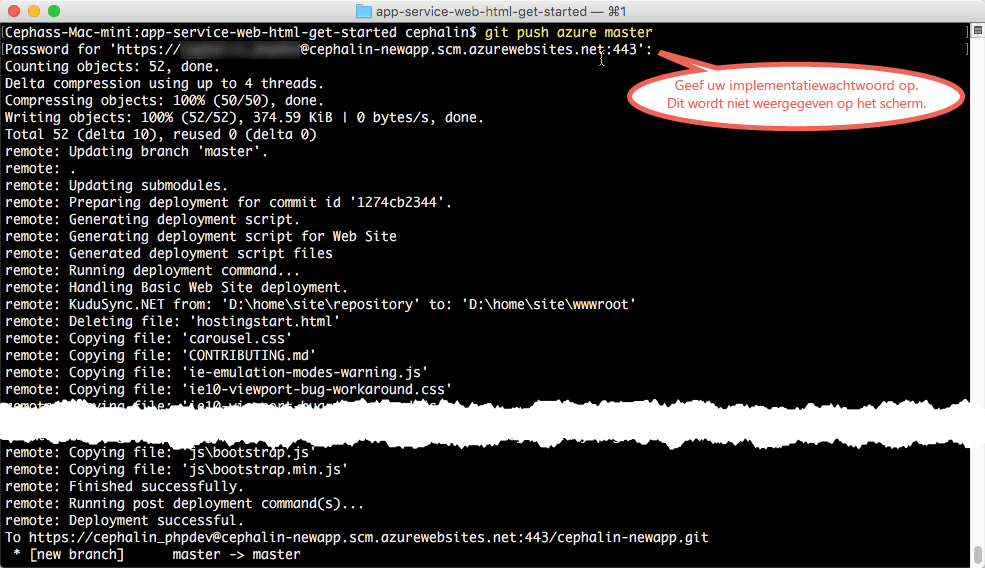 app-service-web-html-get-started — ⌘1
[Cephass-Mac-mini:app-service-web-html-get-started cephalin$ git push azure master ]
[Password for 'https://@cephalin-newapp.scm.azurewebsites.net:443': ]
Geef uw implementatiewachtwoord op.
Dit wordt niet weergegeven op het scherm.
Counting objects: 52, done.
Delta compression using up to 4 threads.
Compressing objects: 100% (50/50), done.
Writing objects: 100% (52/52), 374.59 KiB | 0 bytes/s, done.
Total 52 (delta 10), reused 0 (delta 0)
remote: Updating branch 'master'.
remote: .
remote: Updating submodules.
remote: Preparing deployment for commit id '1274cb2344'.
remote: Generating deployment script.
remote: Generating deployment script for Web Site
remote: Generated deployment script files
remote: Running deployment command...
remote: Handling Basic Web Site deployment.
remote: KuduSync.NET from: 'D:\home\site\repository' to: 'D:\home\site\wwwroot'
remote: Deleting file: 'hostingstart.html'
remote: Copying file: 'carousel.css'
remote: Copying file: 'CONTRIBUTING.md'
remote: Copying file: 'ie-emulation-modes-warning.js'
remote: Copying file: 'ie10-viewport-bug-workaround.css'
remote: Copying file: 'js\bootstrap.js'
remote: Copying file: 'js\bootstrap.min.js'
remote: Finished successfully.
remote: Running post deployment command(s)...
remote: Deployment successful.
To https://cephalin_phpdev@cephalin-newapp.scm.azurewebsites.net:443/cephalin-newapp.git
 * [new branch]      master -> master